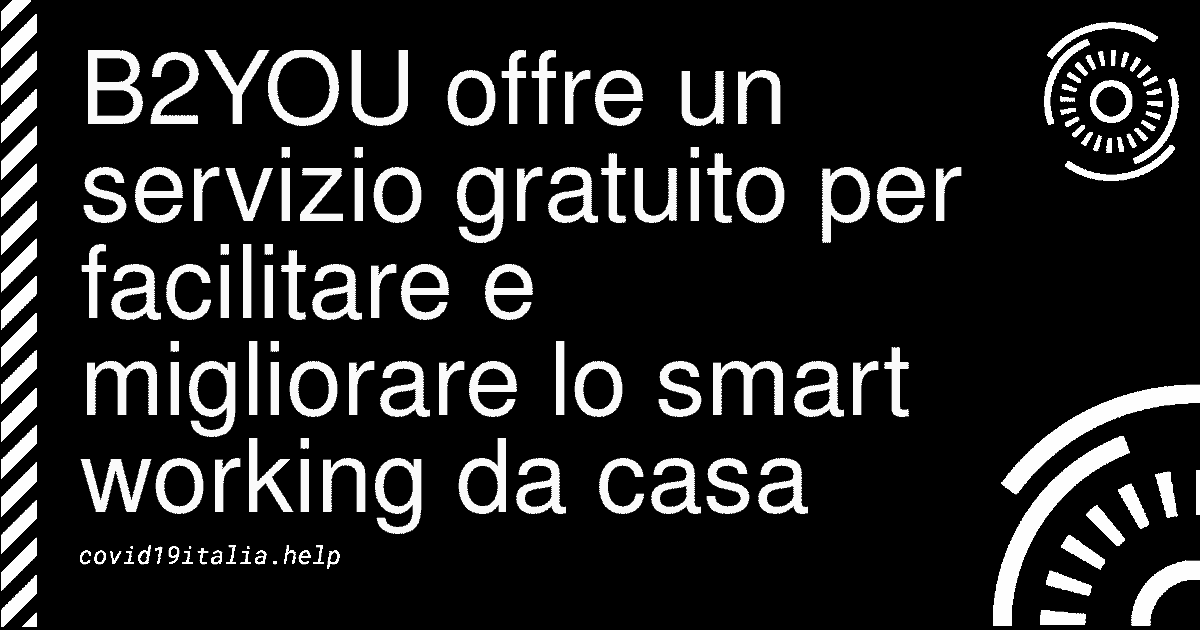 B2YOU offre un
servizio gratuito per
facilitare e
migliorare lo smart
working da casa
covid19italia.help